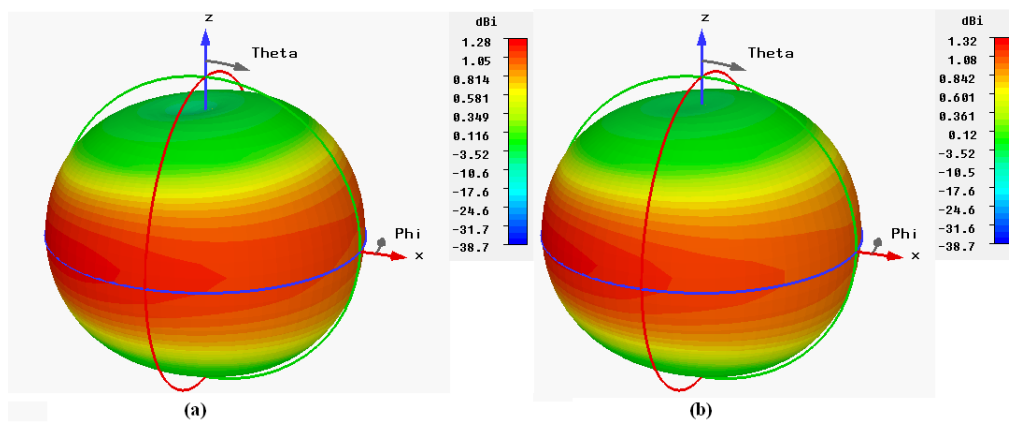 z
Theta
Phi
x
dBi
1.28
1.05
0.814
0.581
0.349
0.116
-3.52
-10.6
-17.6
-24.6
-31.7
-38.7
(a)
z
Theta
Phi
x
dBi
1.32
1.08
0.842
0.601
0.361
0.12
-3.52
-10.5
-17.6
-24.6
-31.6
-38.7
(b)